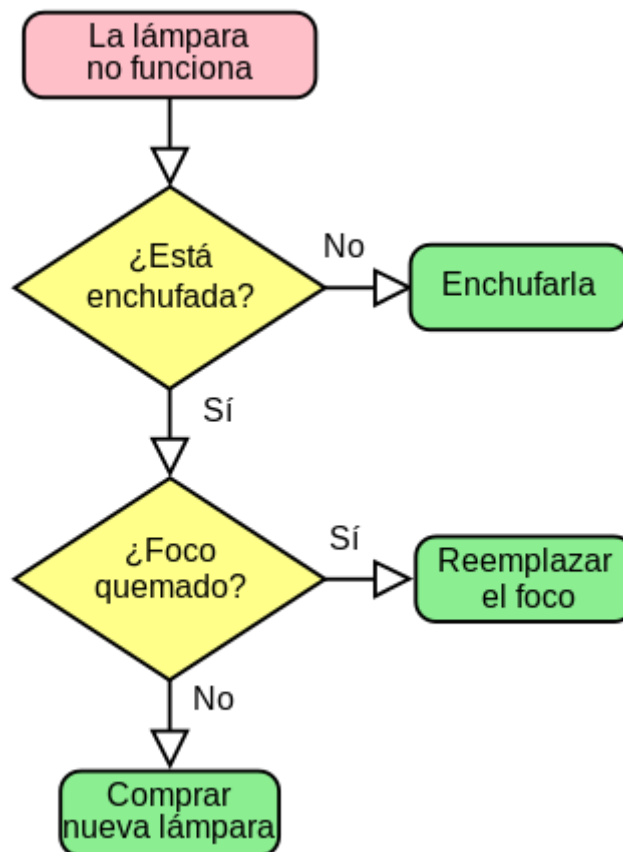 La lámpara
no funciona
¿Está
enchufada?
No
Enchufarla
Sí
¿Foco
quemado?
Sí
Reemplazar
el foco
No
Comprar
nueva lámpara